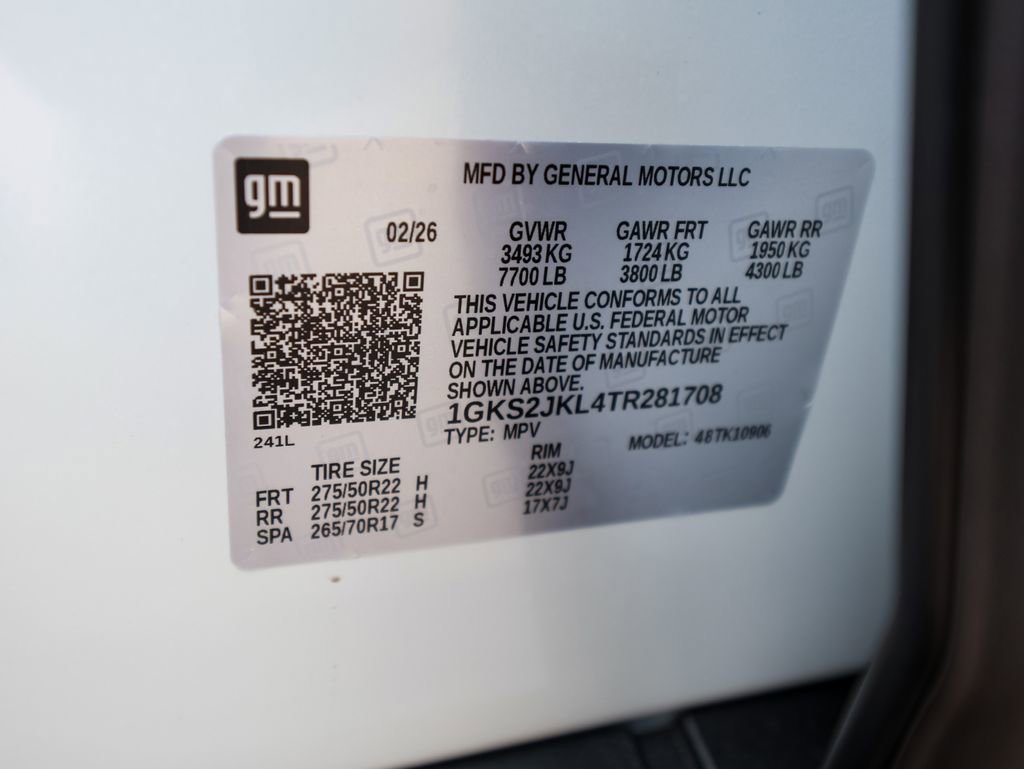 gm
MFD BY GENERAL MOTORS LLC
02/26
GVWR GAWR FRT GAWR RR
3493 KG 1724 KG 1950 KG
7700 LB 3800 LB 4300 LB
THIS VEHICLE CONFORMS TO ALL
APPLICABLE U.S. FEDERAL MOTOR
VEHICLE SAFETY STANDARDS IN EFFECT
ON THE DATE OF MANUFACTURE
SHOWN ABOVE.
1GKS2JKL4TR281708
241L
TYPE: MPV MODEL: 48TK10906
TIRE SIZE RIM
FRT 275/50R22 H 22X9J
RR 275/50R22 H 22X9J
SPA 265/70R17 S 17X7J